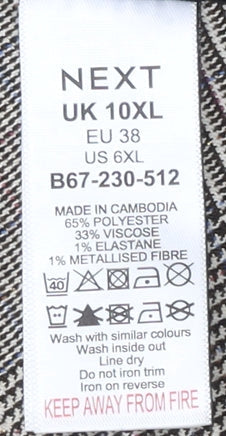 NEXT
UK 10XL
EU 38
US 6XL
B67-230-512
MADE IN CAMBODIA
65% POLYESTER
33% VISCOSE
1% ELASTANE
1% METALLISED FIBRE
40
Wash with similar colours
Wash inside out
Line dry
Do not iron trim
Iron on reverse
KEEP AWAY FROM FIRE